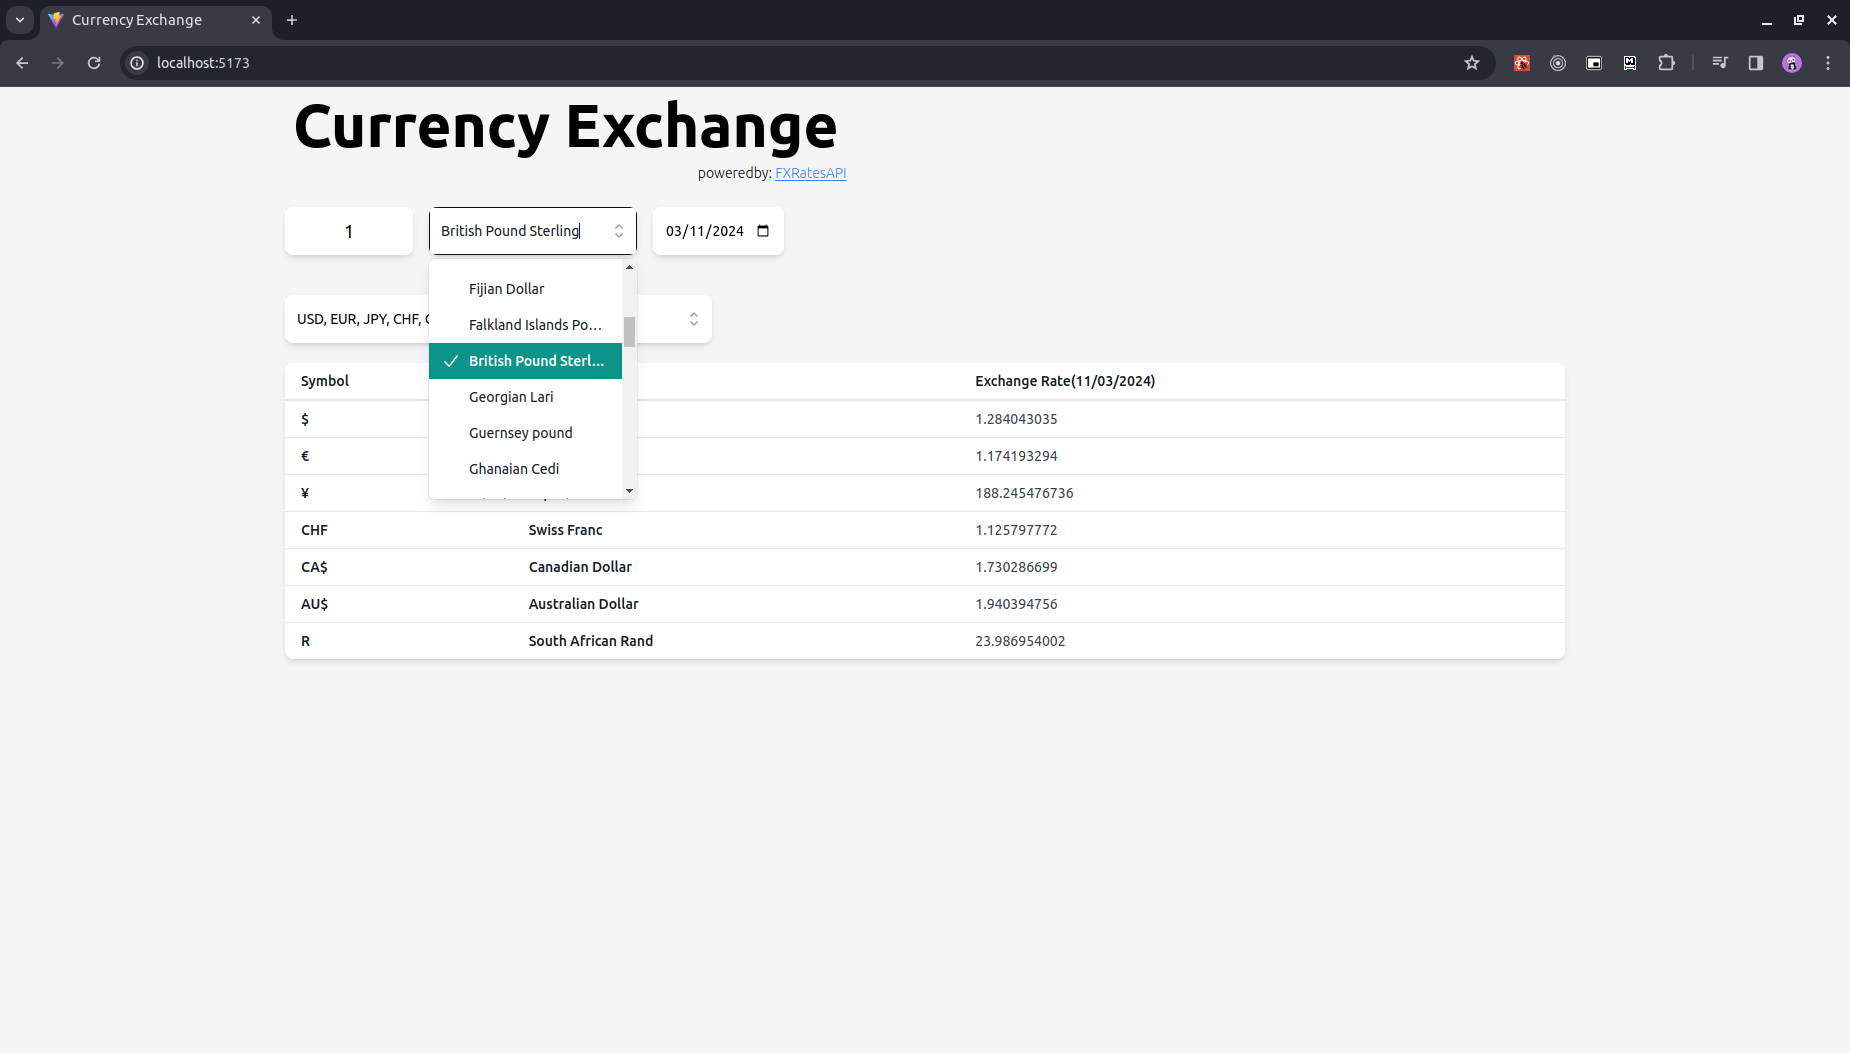 Currency Exchange
localhost:5173
Currency Exchange
poweredby: FXRatesAPI
1
British Pound Sterling
03/11/2024
Fijian Dollar
Falkland Islands Po...
British Pound Sterl...
Georgian Lari
Guernsey pound
Ghanaian Cedi
USD, EUR, JPY, CHF,
Symbol Exchange Rate(11/03/2024)
$ 1.284043035
€ 1.174193294
¥ 188.245476736
CHF Swiss Franc 1.125797772
CA$ Canadian Dollar 1.730286699
AU$ Australian Dollar 1.940394756
R South African Rand 23.986954002